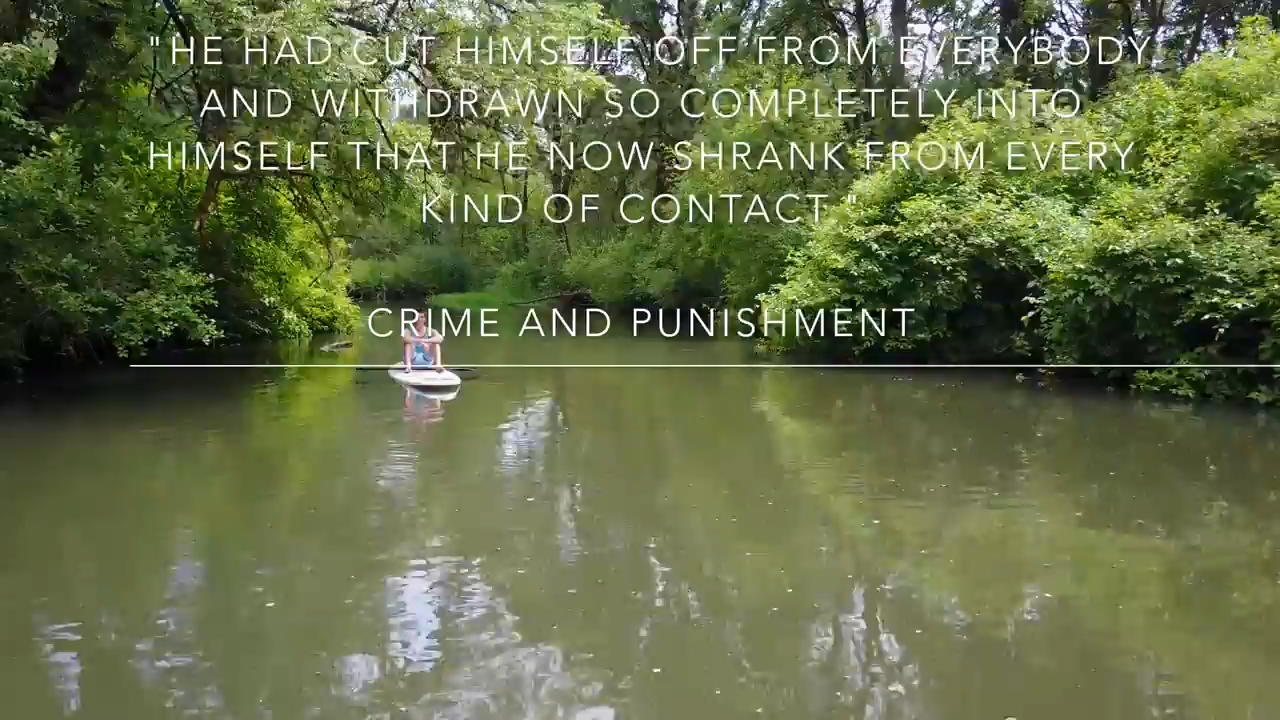 "HE HAD CUT HIMSELF OFF FROM EVERYBODY
AND WITHDRAWN SO COMPLETELY INTO
HIMSELF THAT HE NOW SHRANK FROM EVERY
KIND OF CONTACT."
CRIME AND PUNISHMENT